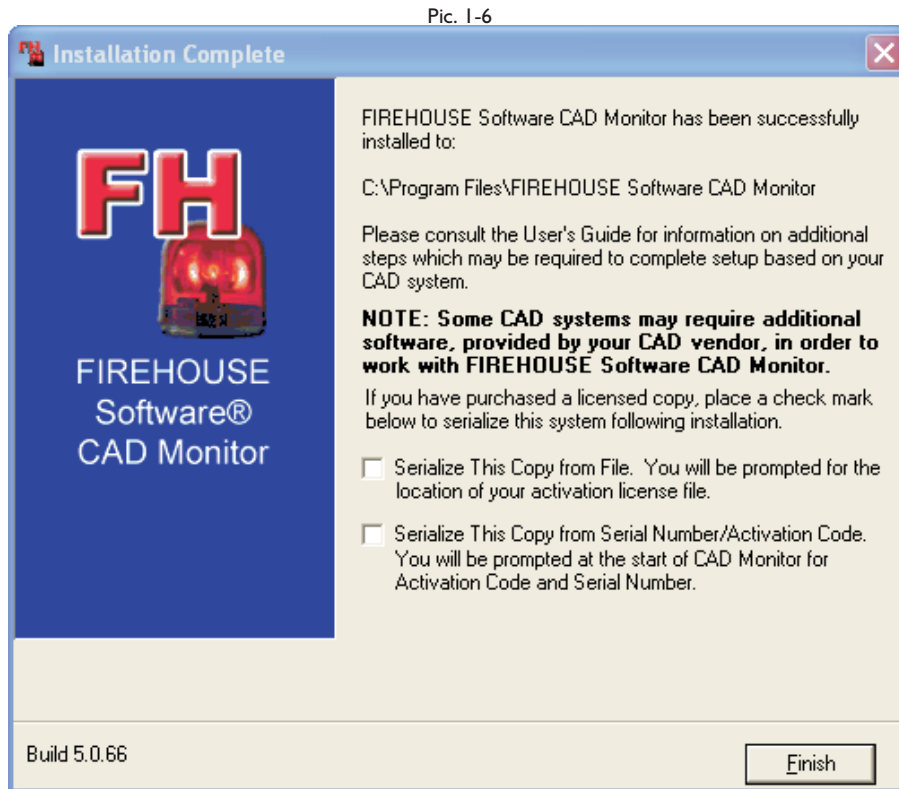 Pic. 1-6
Installation Complete
FH
FIREHOUSE
Software®
CAD Monitor
FIREHOUSE Software CAD Monitor has been successfully
installed to:
C:\Program Files\FIREHOUSE Software CAD Monitor
Please consult the User's Guide for information on additional
steps which may be required to complete setup based on your
CAD system.
NOTE: Some CAD systems may require additional
software, provided by your CAD vendor, in order to
work with FIREHOUSE Software CAD Monitor.
If you have purchased a licensed copy, place a check mark
below to serialize this system following installation.
Serialize This Copy from File. You will be prompted for the
location of your activation license file.
Serialize This Copy from Serial Number/Activation Code.
You will be prompted at the start of CAD Monitor for
Activation Code and Serial Number.
Build 5.0.66
Finish